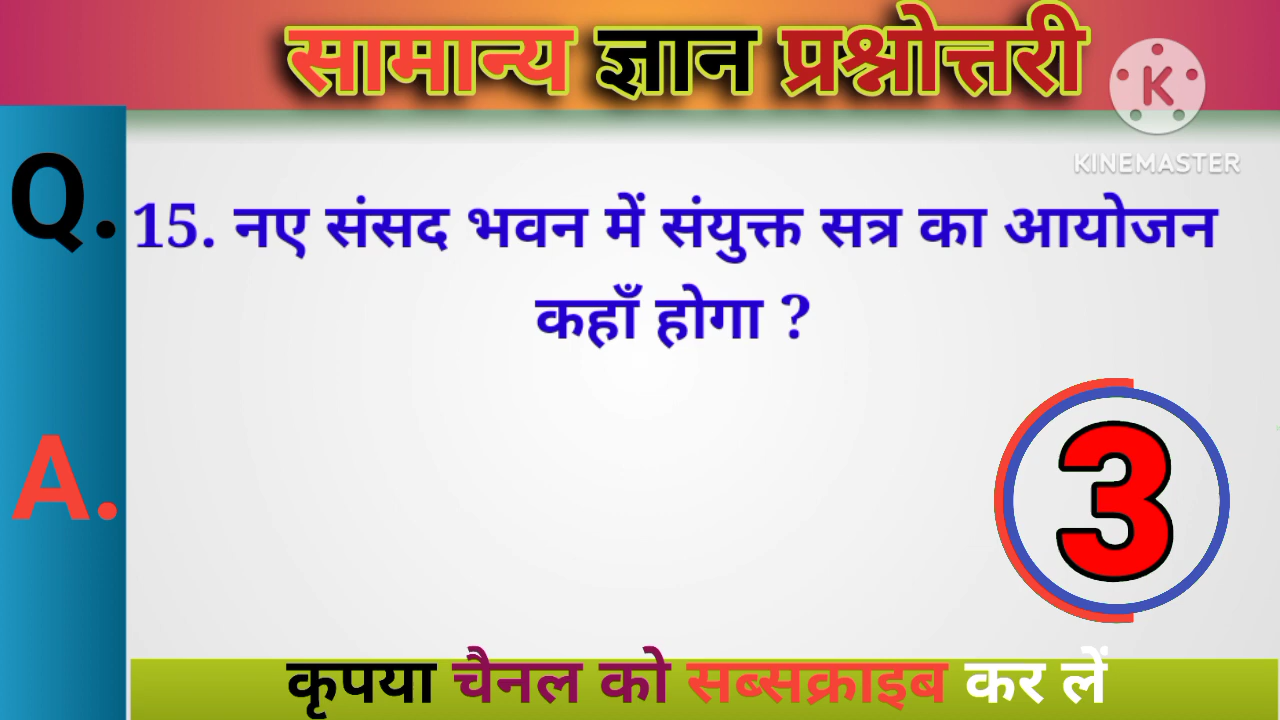 सामान्य ज्ञान प्रश्नोत्तरी
K
KINEMASTER
Q.
15. नए संसद भवन में संयुक्त सत्र का आयोजन
कहाँ होगा ?
A.
3
कृपया चैनल को सब्सक्राइब कर लें